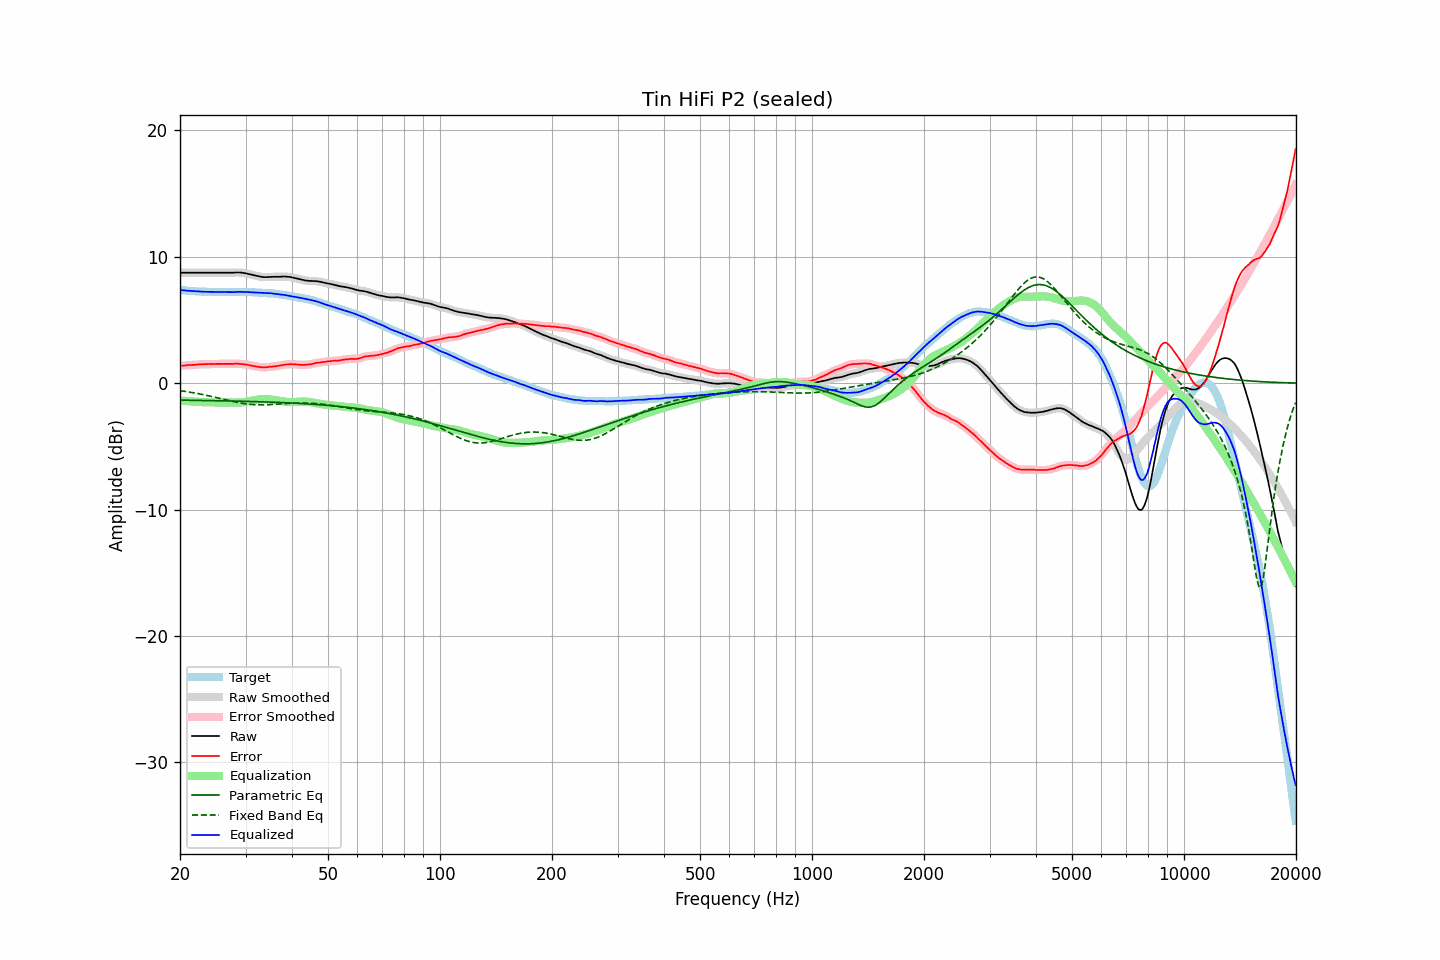 Tin HiFi P2 (sealed)
20
10
0
−10
−20
−30
Amplitude (dBr)
Target
Raw Smoothed
Error Smoothed
Raw
Error
Equalization
Parametric Eq
Fixed Band Eq
Equalized
20 50 100 200 500 1000 2000 5000 10000 20000
Frequency (Hz)